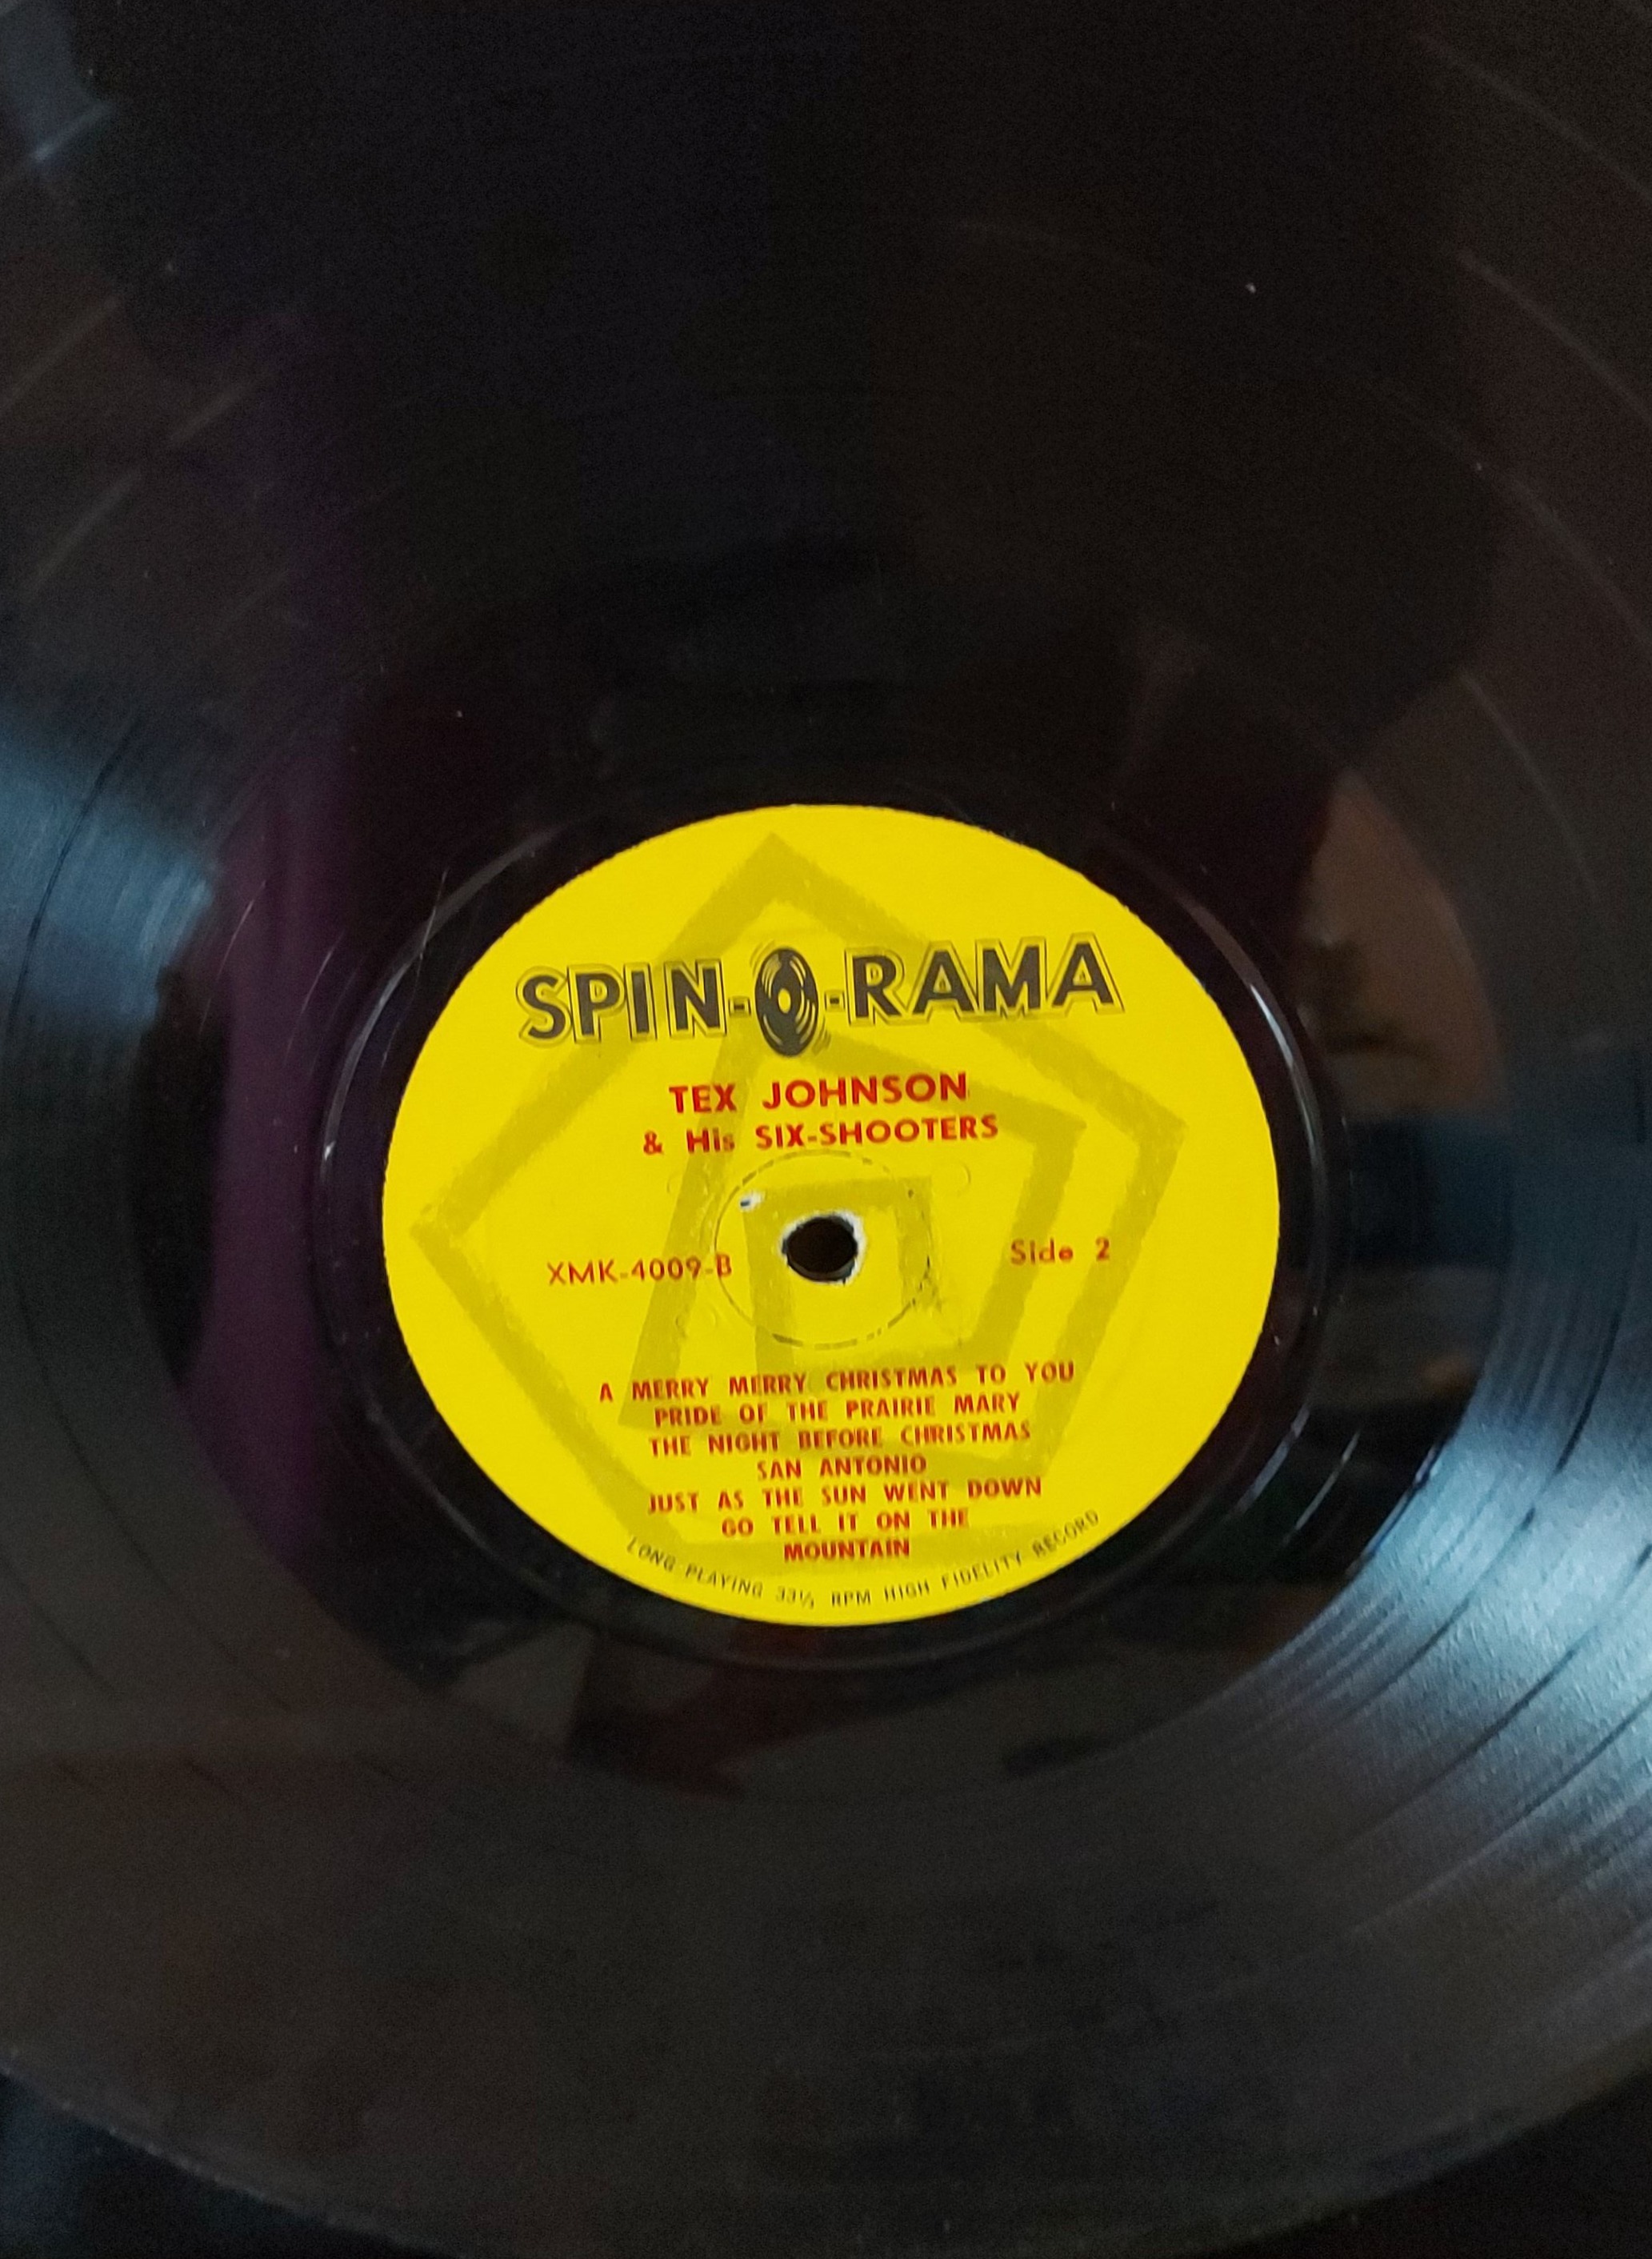 SPIN-O-RAMA
TEX JOHNSON
& His SIX-SHOOTERS
XMK-4009-B
Side 2
A MERRY MERRY CHRISTMAS TO YOU
PRIDE OF THE PRAIRIE MARY
THE NIGHT BEFORE CHRISTMAS
SAN ANTONIO
JUST AS THE SUN WENT DOWN
GO TELL IT ON THE
MOUNTAIN
LONG PLAYING 33⅓ RPM HIGH FIDELITY RECORD